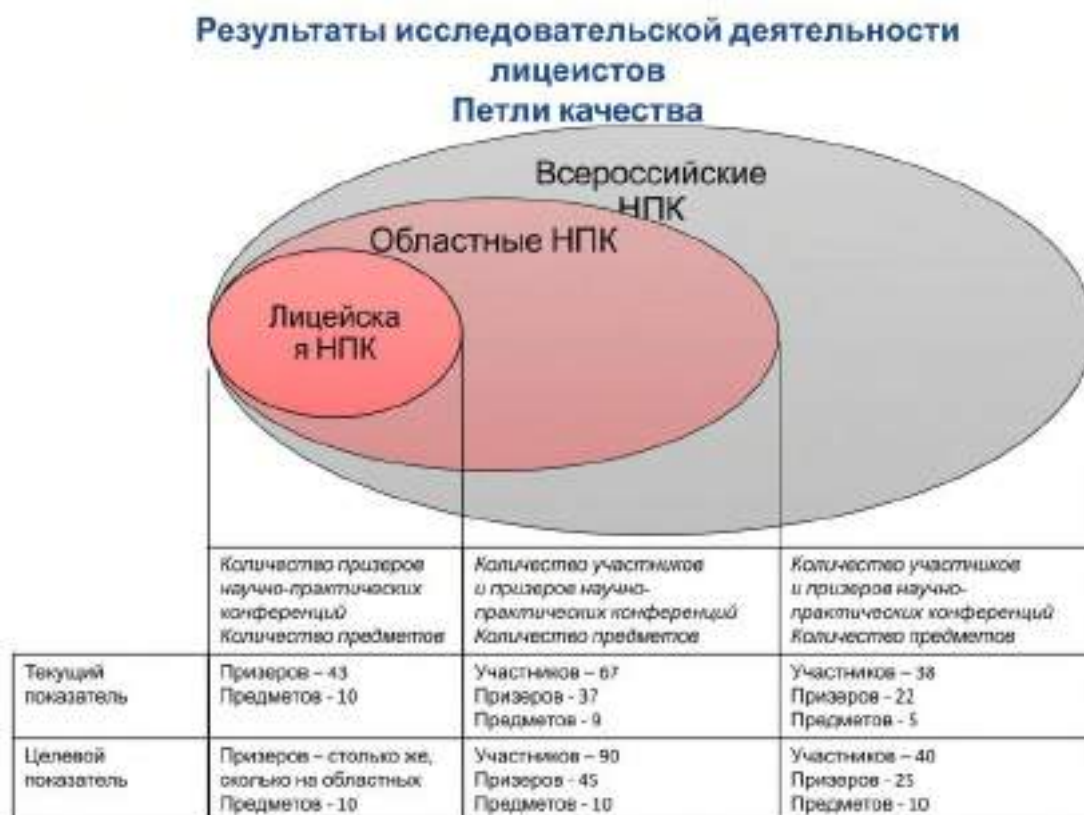 Результаты исследовательской деятельности
лицеистов
Петли качества
Всероссийские
НПК
Областные НПК
Лицейска
я НПК
Количество призеров
научно-практических
конференций
Количество предметов
Количество участников
и призеров научно-
практических конференций
Количество предметов
Количество участников
и призеров научно-
практических конференций
Количество предметов
Текущий
показатель
Призеров – 43
Предметов - 10
Участников – 67
Призеров - 37
Предметов - 9
Участников – 38
Призеров - 22
Предметов - 5
Целевой
показатель
Призеров – столько же,
сколько на областных
Предметов - 10
Участников – 90
Призеров - 45
Предметов - 10
Участников – 40
Призеров - 25
Предметов - 10